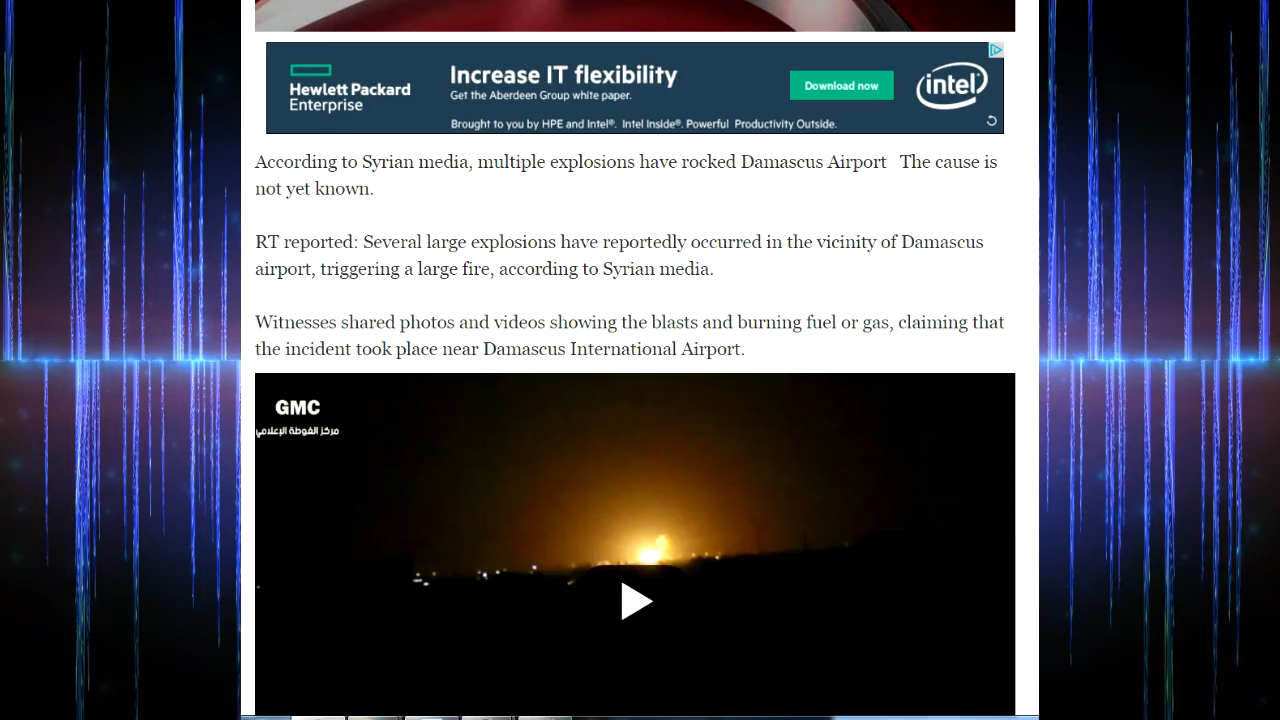 Hewlett Packard
Enterprise
Increase IT flexibility
Get the Aberdeen Group white paper.
Brought to you by HPE and Intel®. Intel Inside®. Powerful Productivity Outside.
Download now
intel
According to Syrian media, multiple explosions have rocked Damascus Airport   The cause is
not yet known.
RT reported: Several large explosions have reportedly occurred in the vicinity of Damascus
airport, triggering a large fire, according to Syrian media.
Witnesses shared photos and videos showing the blasts and burning fuel or gas, claiming that
the incident took place near Damascus International Airport.
GMC
مركز الغوطة الإعلامي